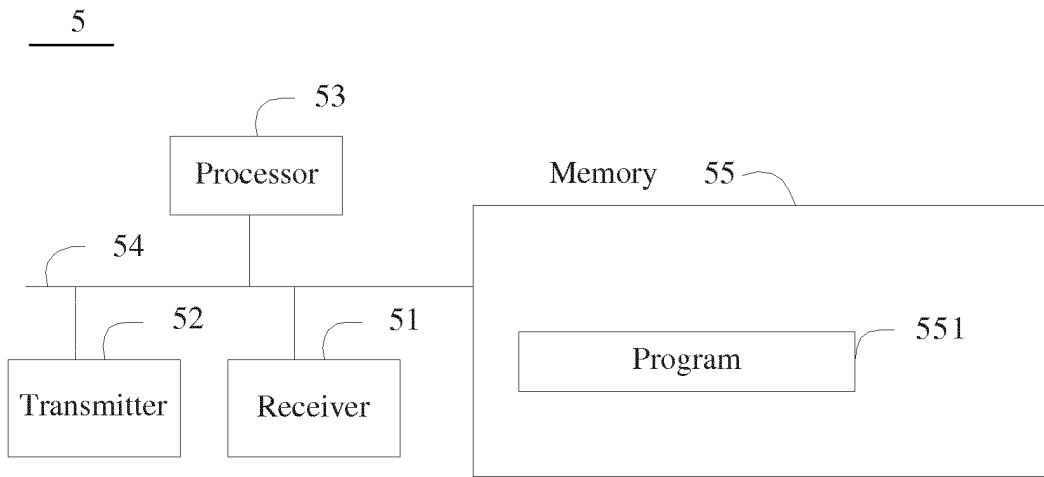 5
53
Processor
Memory 55
54
52
51
551
Program
Transmitter
Receiver